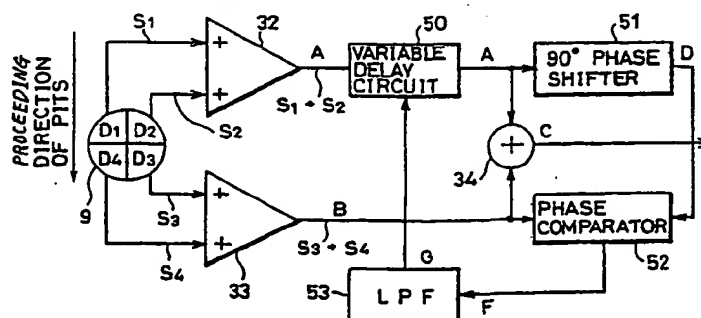 PROCEEDING
DIRECTION
OF PITS
S1
S2
S3
S4
D1
D2
D4
D3
9
32
33
A
S1 + S2
B
S3 + S4
50
VARIABLE
DELAY
CIRCUIT
A
51
90° PHASE
SHIFTER
D
C
34
PHASE
COMPARATOR
52
G
53
LPF
F